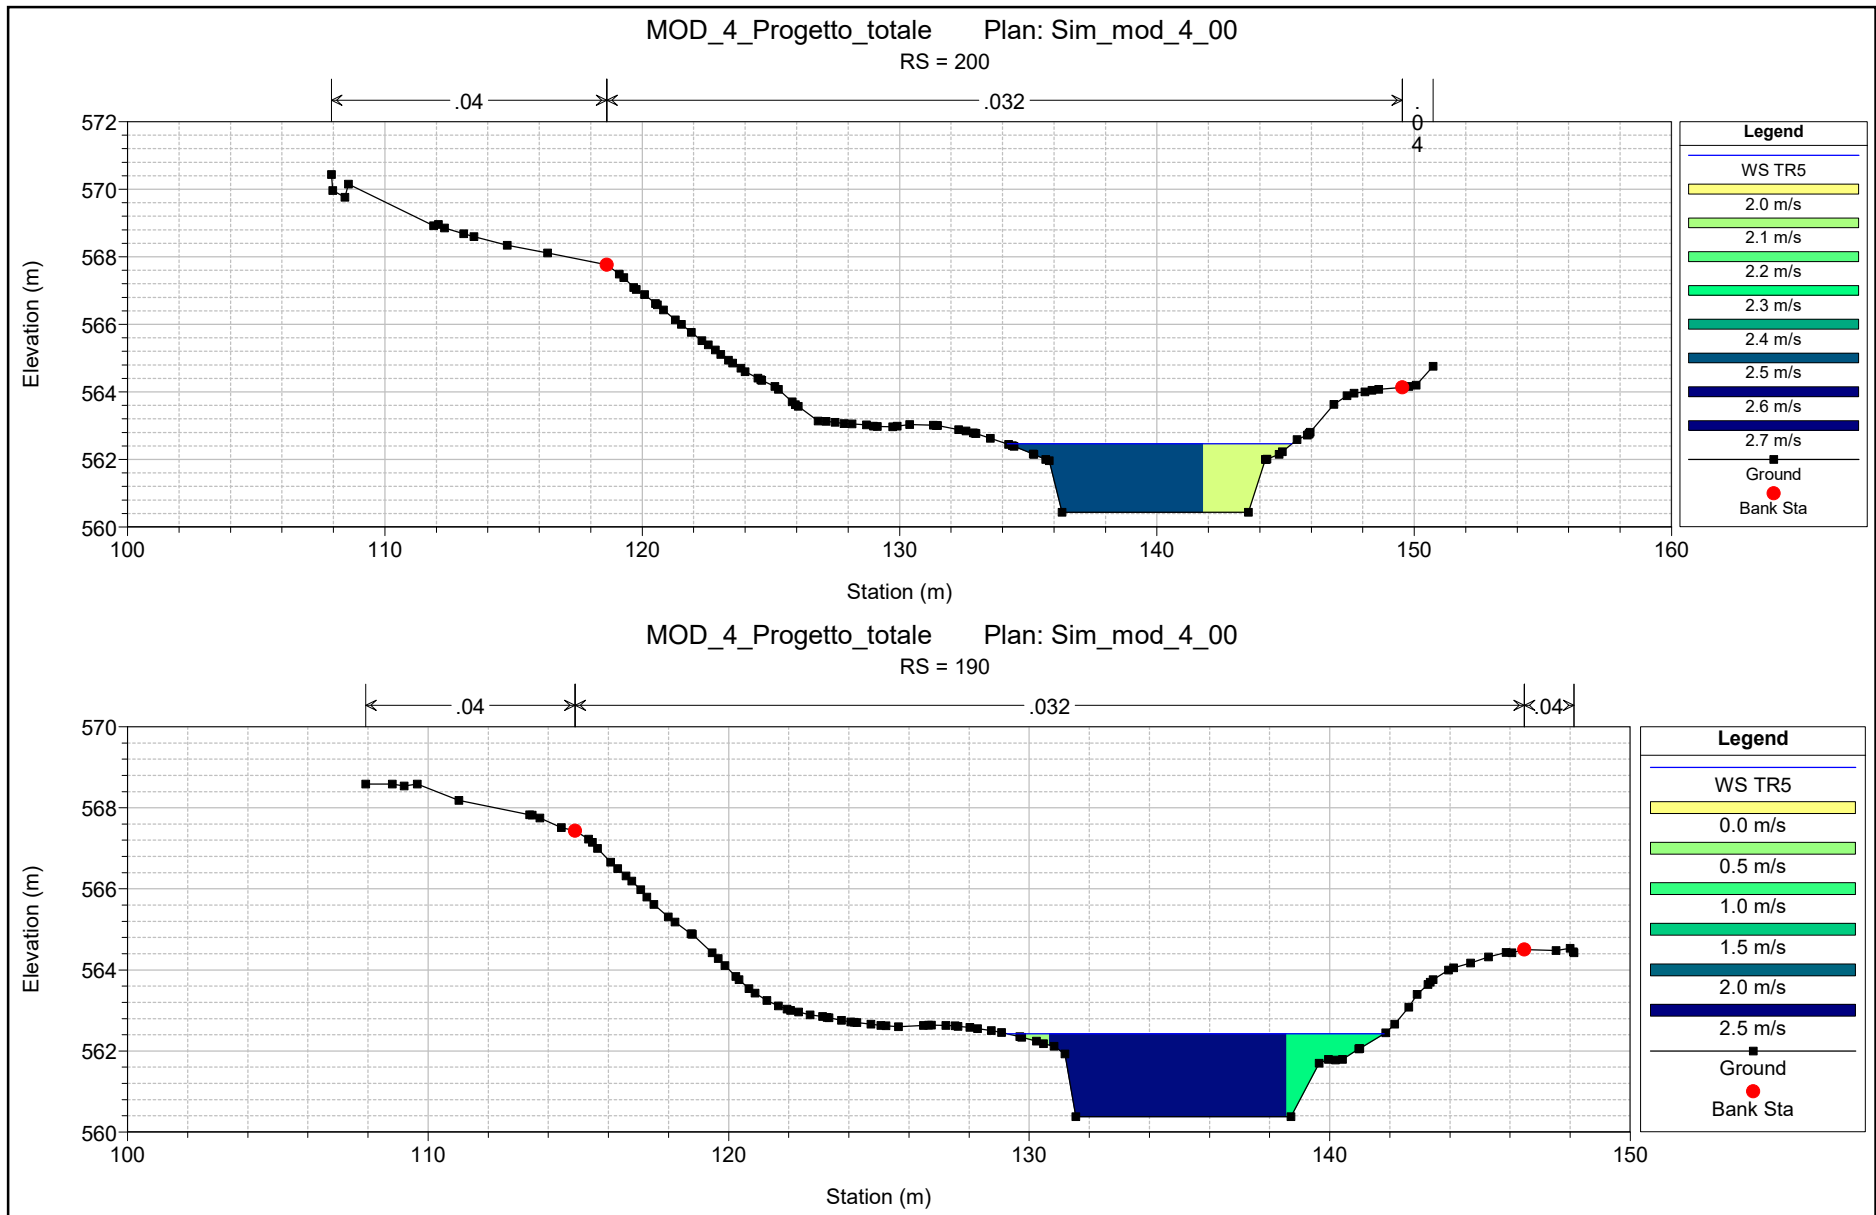 MOD_4_Progetto_totale Plan: Sim_mod_4_00
RS = 200
.04
.032
.04
Elevation (m)
572
570
568
566
564
562
560
100 110 120 130 140 150 160
Station (m)
Legend
WS TR5
2.0 m/s
2.1 m/s
2.2 m/s
2.3 m/s
2.4 m/s
2.5 m/s
2.6 m/s
2.7 m/s
Ground
Bank Sta
MOD_4_Progetto_totale Plan: Sim_mod_4_00
RS = 190
.04
.032
.04
Elevation (m)
570
568
566
564
562
560
100 110 120 130 140 150
Station (m)
Legend
WS TR5
0.0 m/s
0.5 m/s
1.0 m/s
1.5 m/s
2.0 m/s
2.5 m/s
Ground
Bank Sta